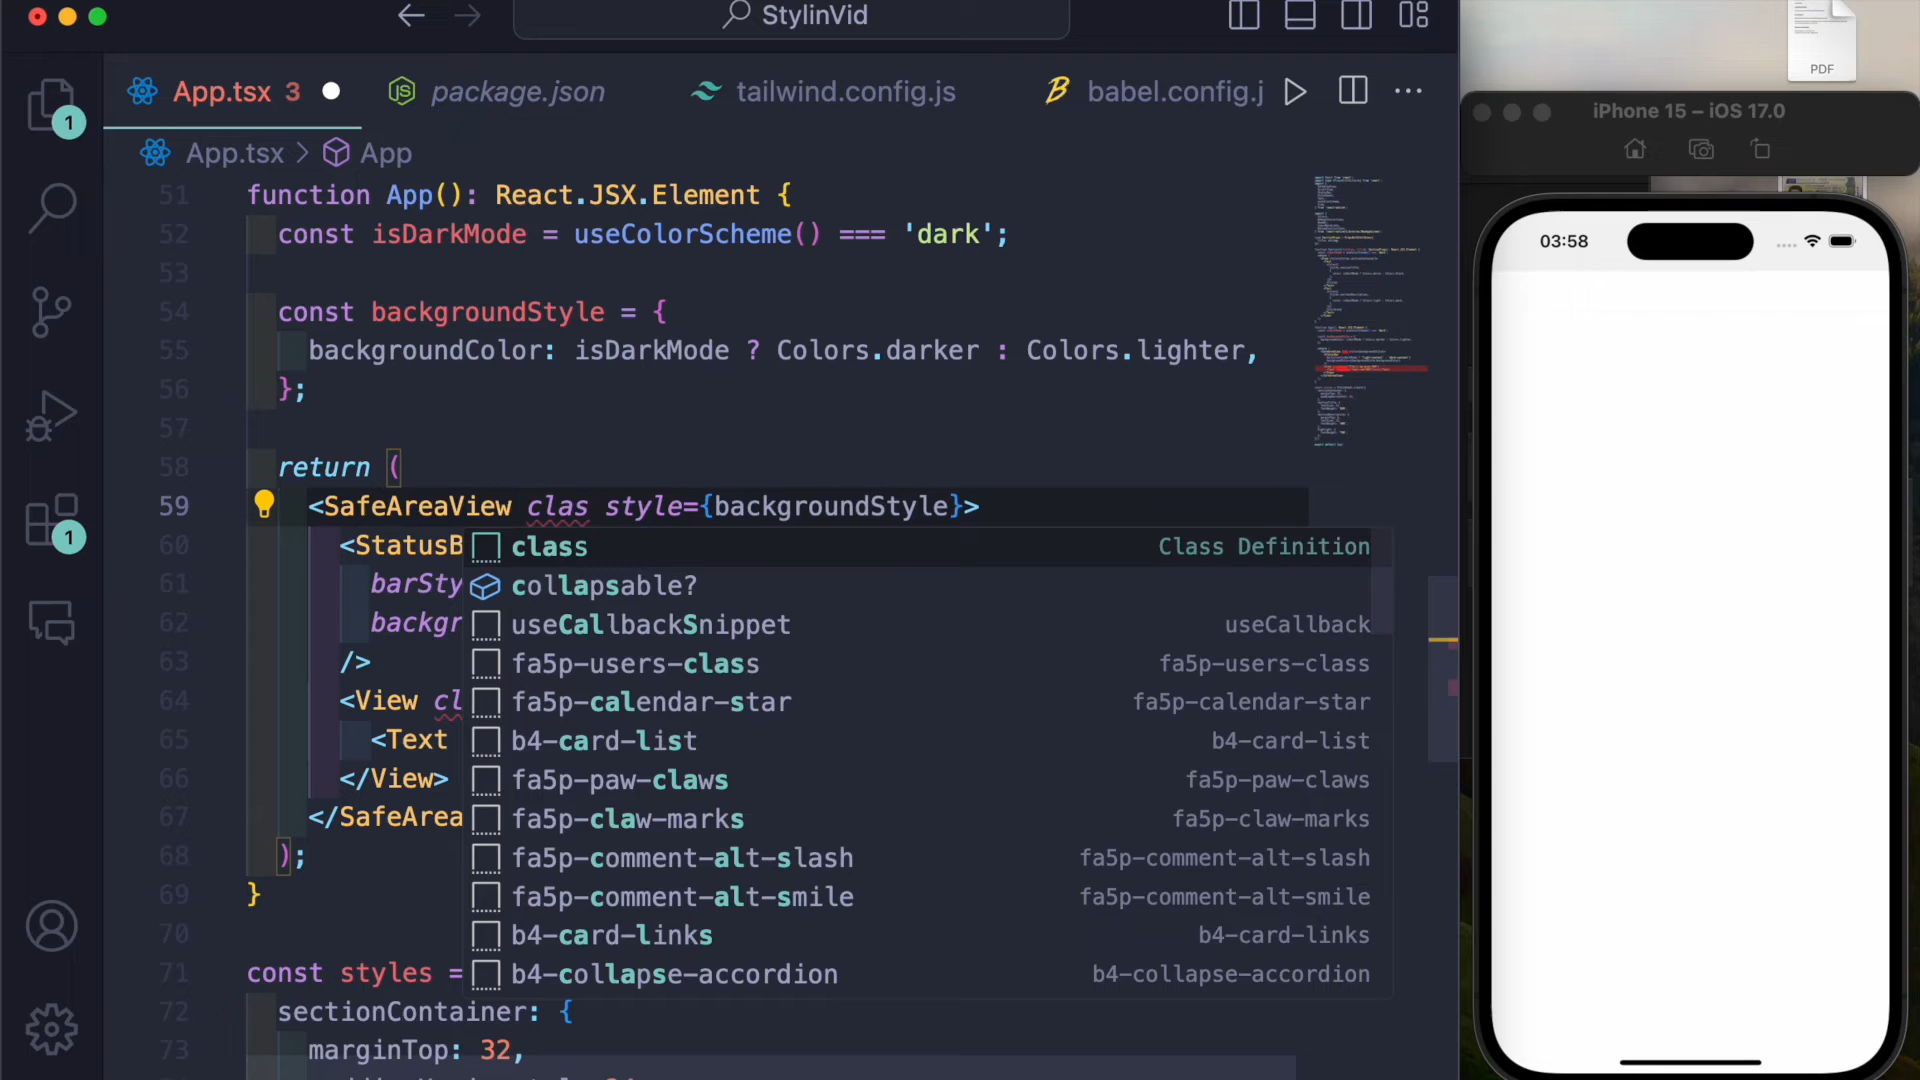 StylinVid
PDF
App.tsx 3
package.json
tailwind.config.js
babel.config.j
iPhone 15 – iOS 17.0
App.tsx > App
1
03:58
51 function App(): React.JSX.Element {
52 const isDarkMode = useColorScheme() === 'dark';
53
54 const backgroundStyle = {
55 backgroundColor: isDarkMode ? Colors.darker : Colors.lighter,
56 };
57
58 return (
59 <SafeAreaView clas style={backgroundStyle}>
60 <StatusB
class Class Definition
1
61 barSty
collapsable?
62 backgr
useCallbackSnippet useCallback
63 />
fa5p-users-class fa5p-users-class
64 <View cl
fa5p-calendar-star fa5p-calendar-star
65 <Text
b4-card-list b4-card-list
66 </View>
fa5p-paw-claws fa5p-paw-claws
67 </SafeArea
fa5p-claw-marks fa5p-claw-marks
68 );
fa5p-comment-alt-slash fa5p-comment-alt-slash
69 }
fa5p-comment-alt-smile fa5p-comment-alt-smile
70
b4-card-links b4-card-links
71 const styles =
b4-collapse-accordion b4-collapse-accordion
72 sectionContainer: {
73 marginTop: 32,